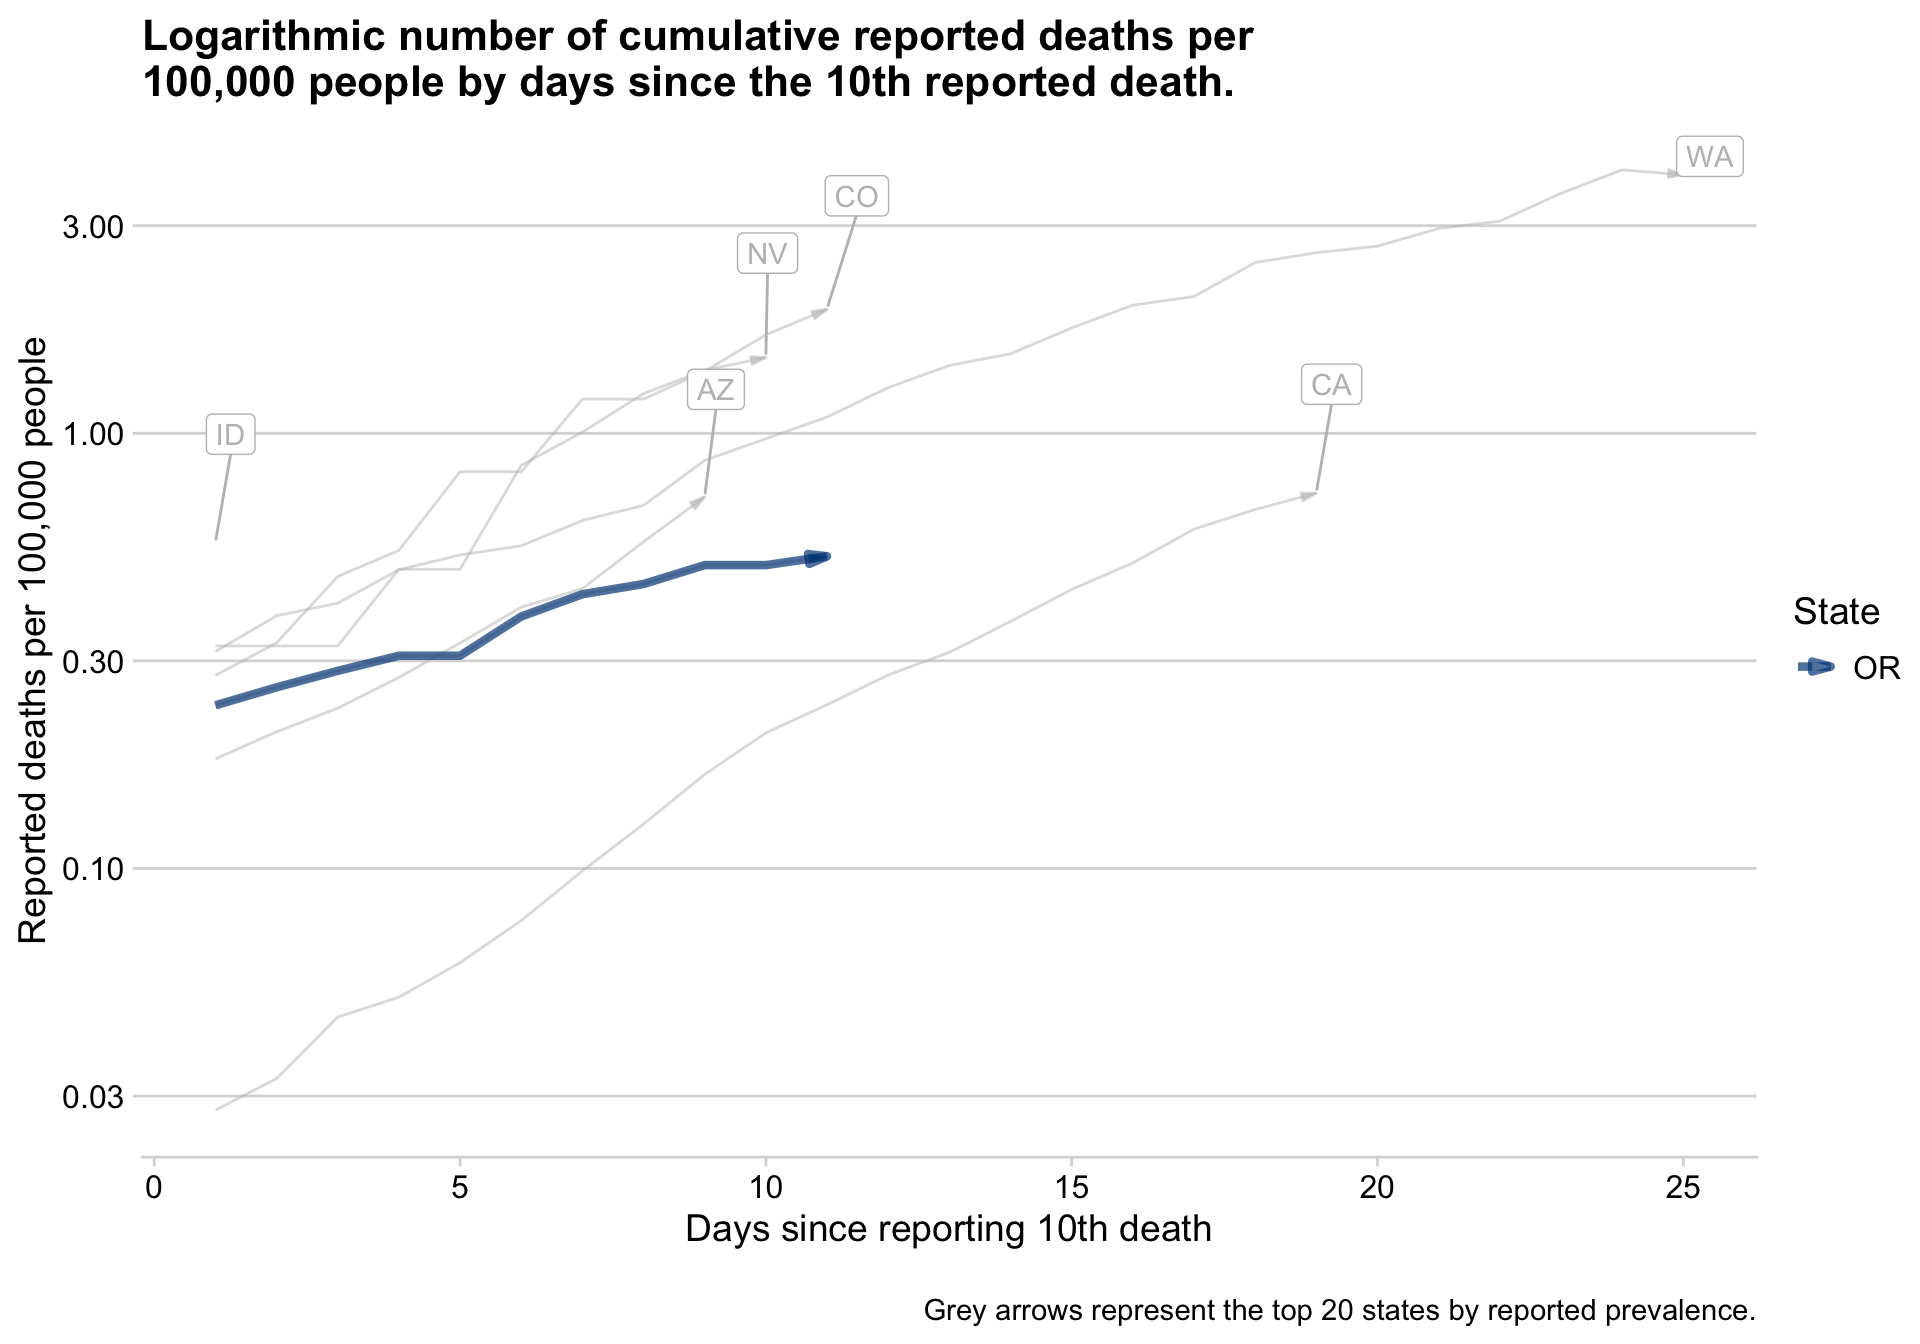 Logarithmic number of cumulative reported deaths per
100,000 people by days since the 10th reported death.
WA
CO
3.00
NV
CA
AZ
ID
1.00
Reported deaths per 100,000 people
State
OR
0.30
0.10
0.03
0 5 10 15 20 25
Days since reporting 10th death
Grey arrows represent the top 20 states by reported prevalence.